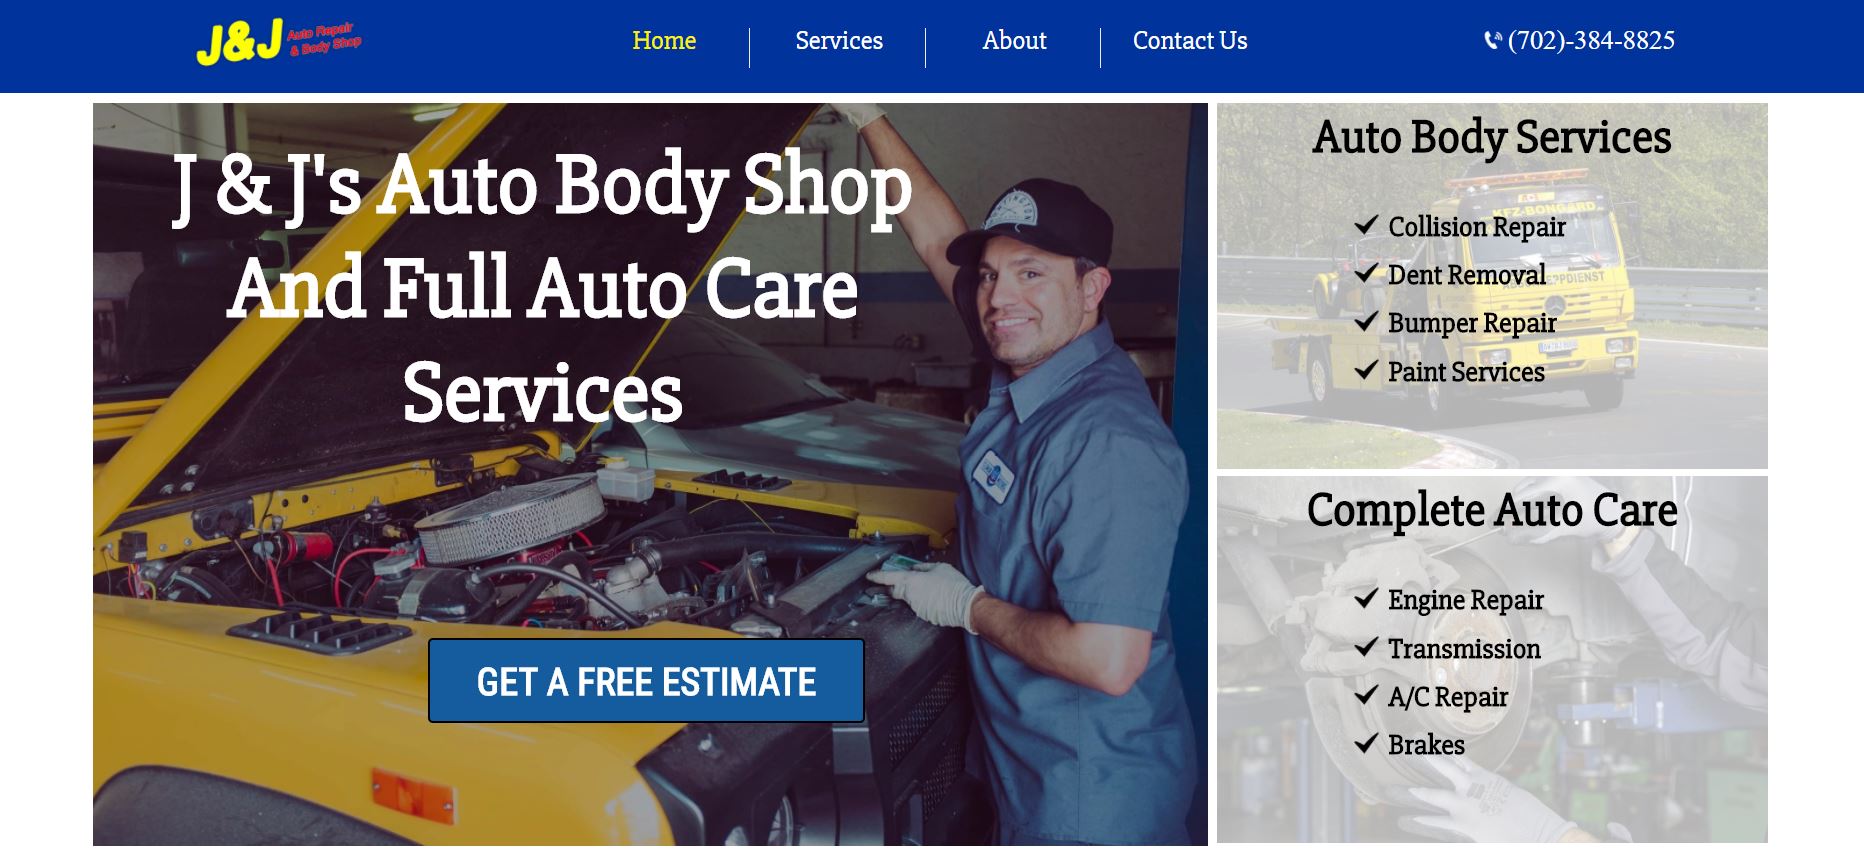 J&J
Auto Repair
& Body Shop
Home
Services
About
Contact Us
(702)-384-8825
J & J's Auto Body Shop
And Full Auto Care
Services
GET A FREE ESTIMATE
Auto Body Services
KFZ-BONGARD
Collision Repair
Dent Removal
Bumper Repair
Paint Services
Complete Auto Care
Engine Repair
Transmission
A/C Repair
Brakes